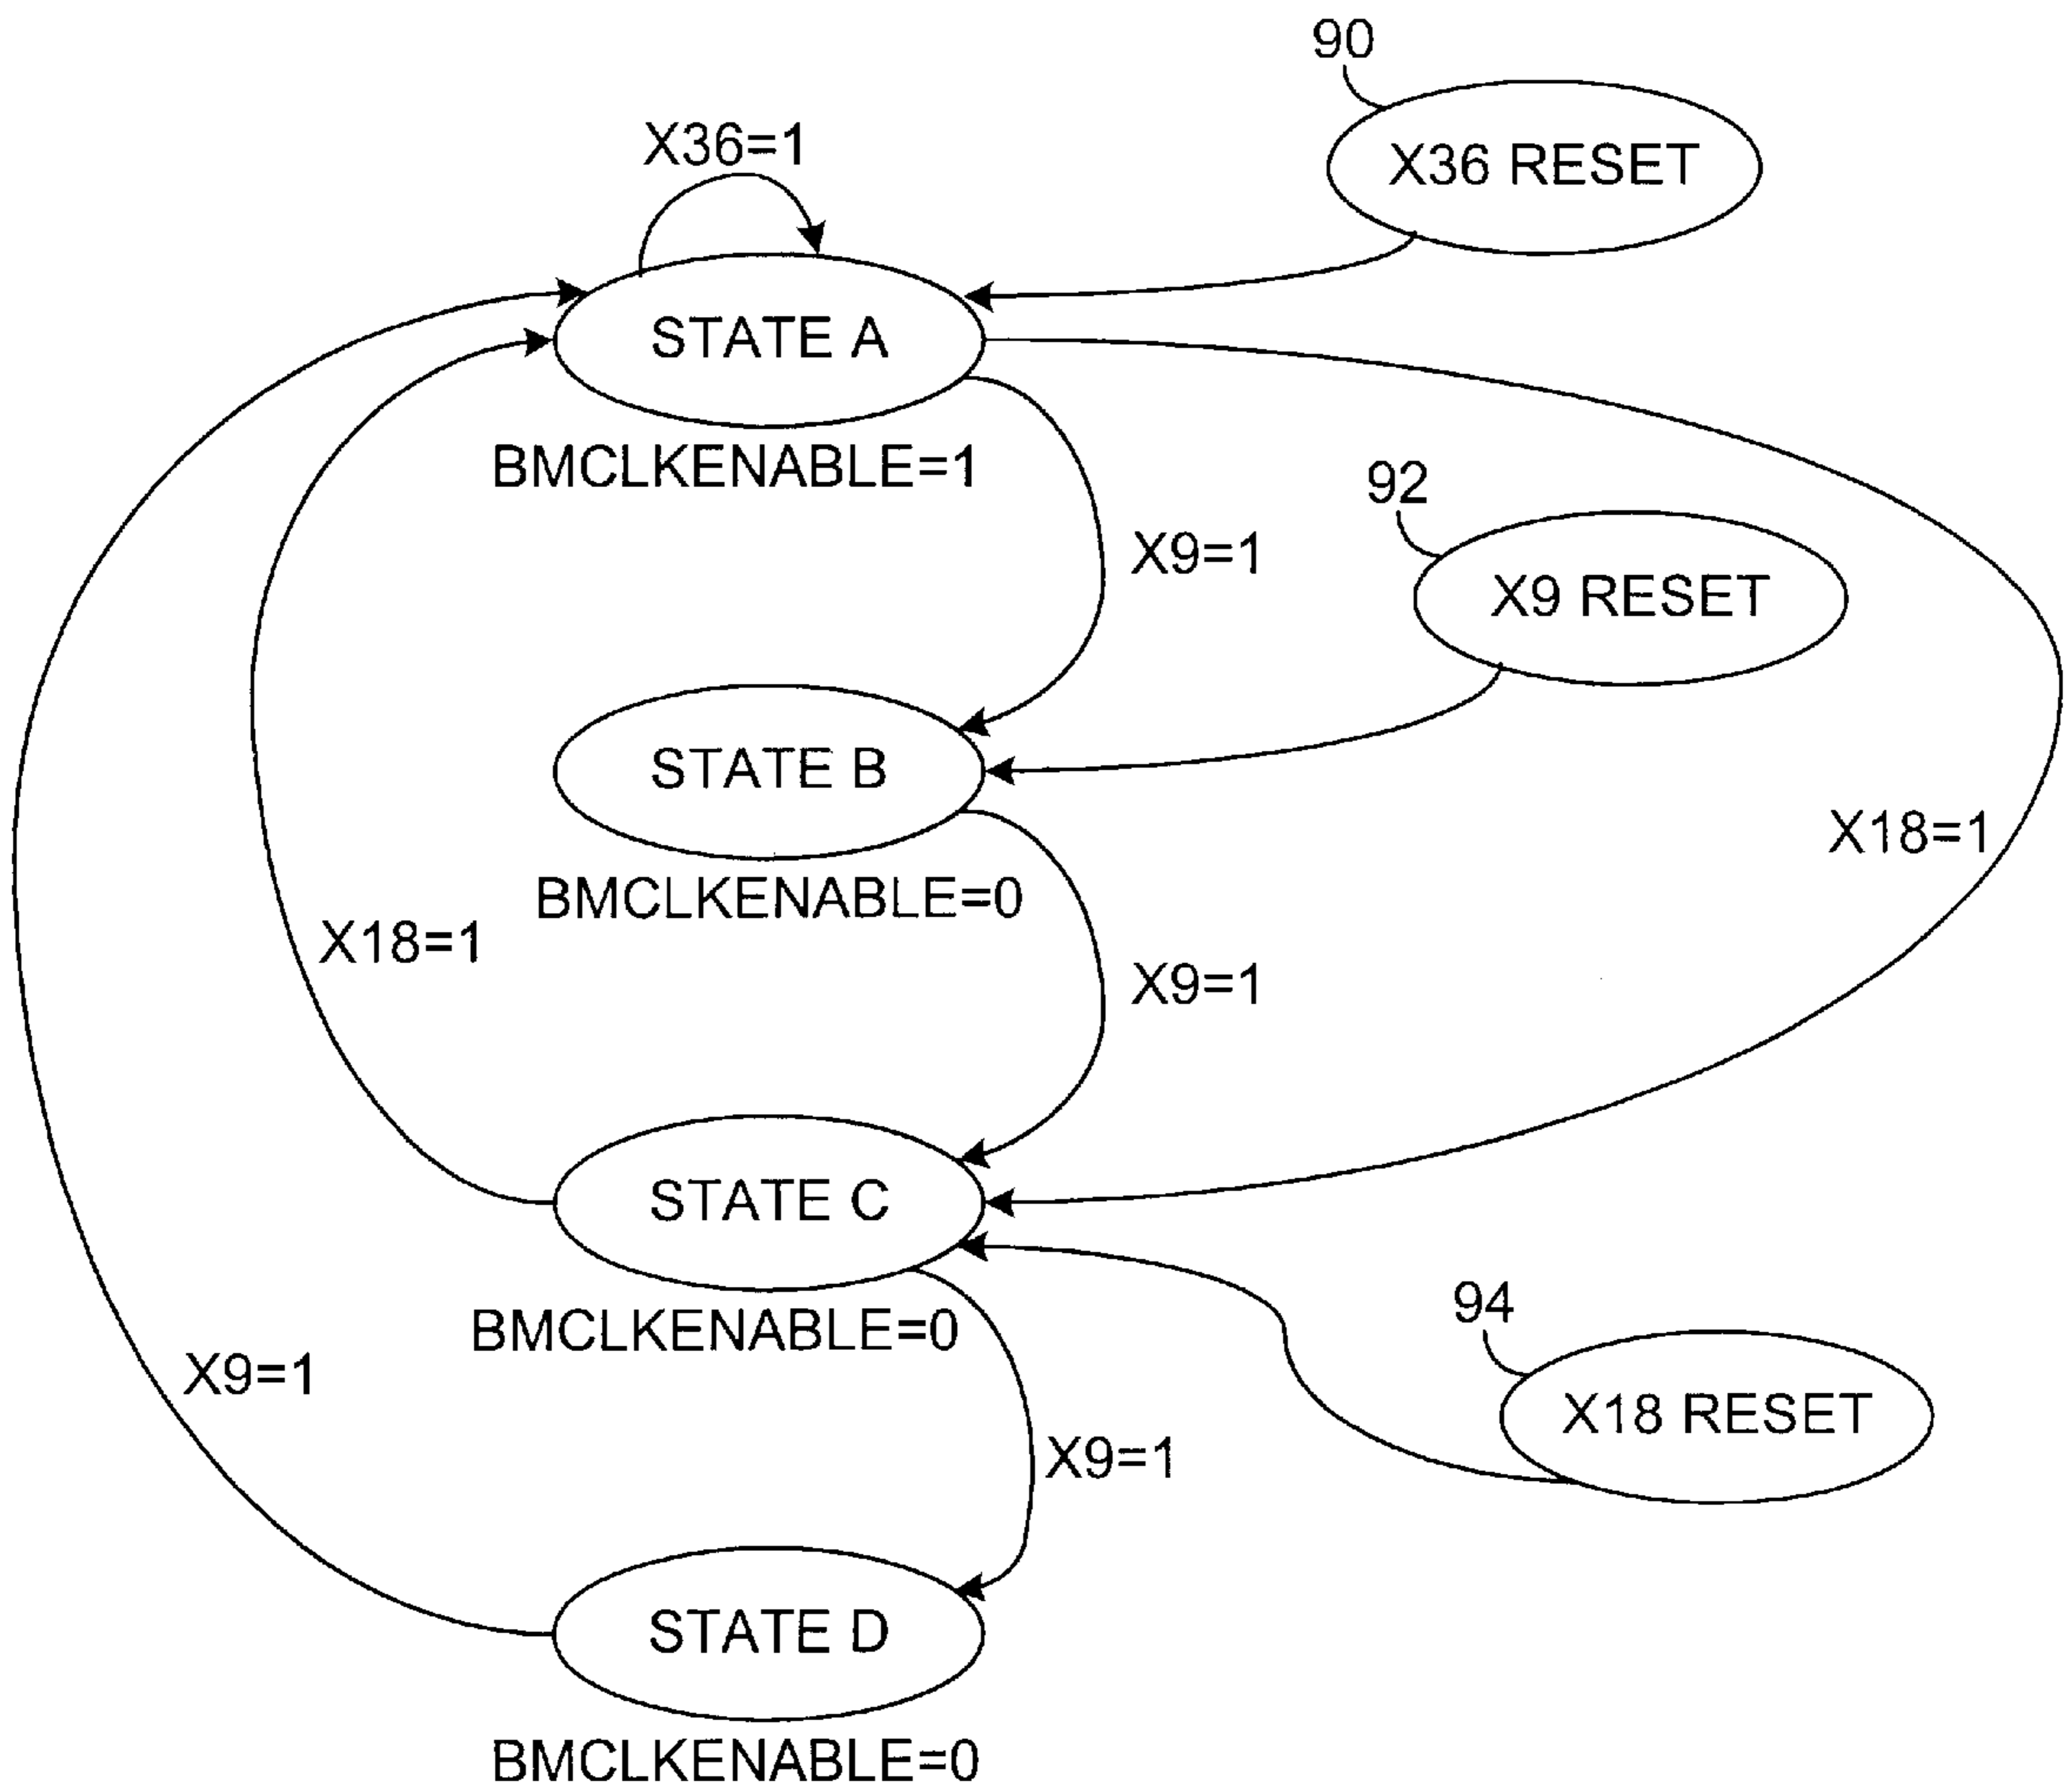 90
X36=1
X36 RESET
STATE A
BMCLKENABLE=1
92
X9=1
X9 RESET
STATE B
X18=1
BMCLKENABLE=0
X18=1
X9=1
STATE C
94
BMCLKENABLE=0
X9=1
X18 RESET
X9=1
STATE D
BMCLKENABLE=0